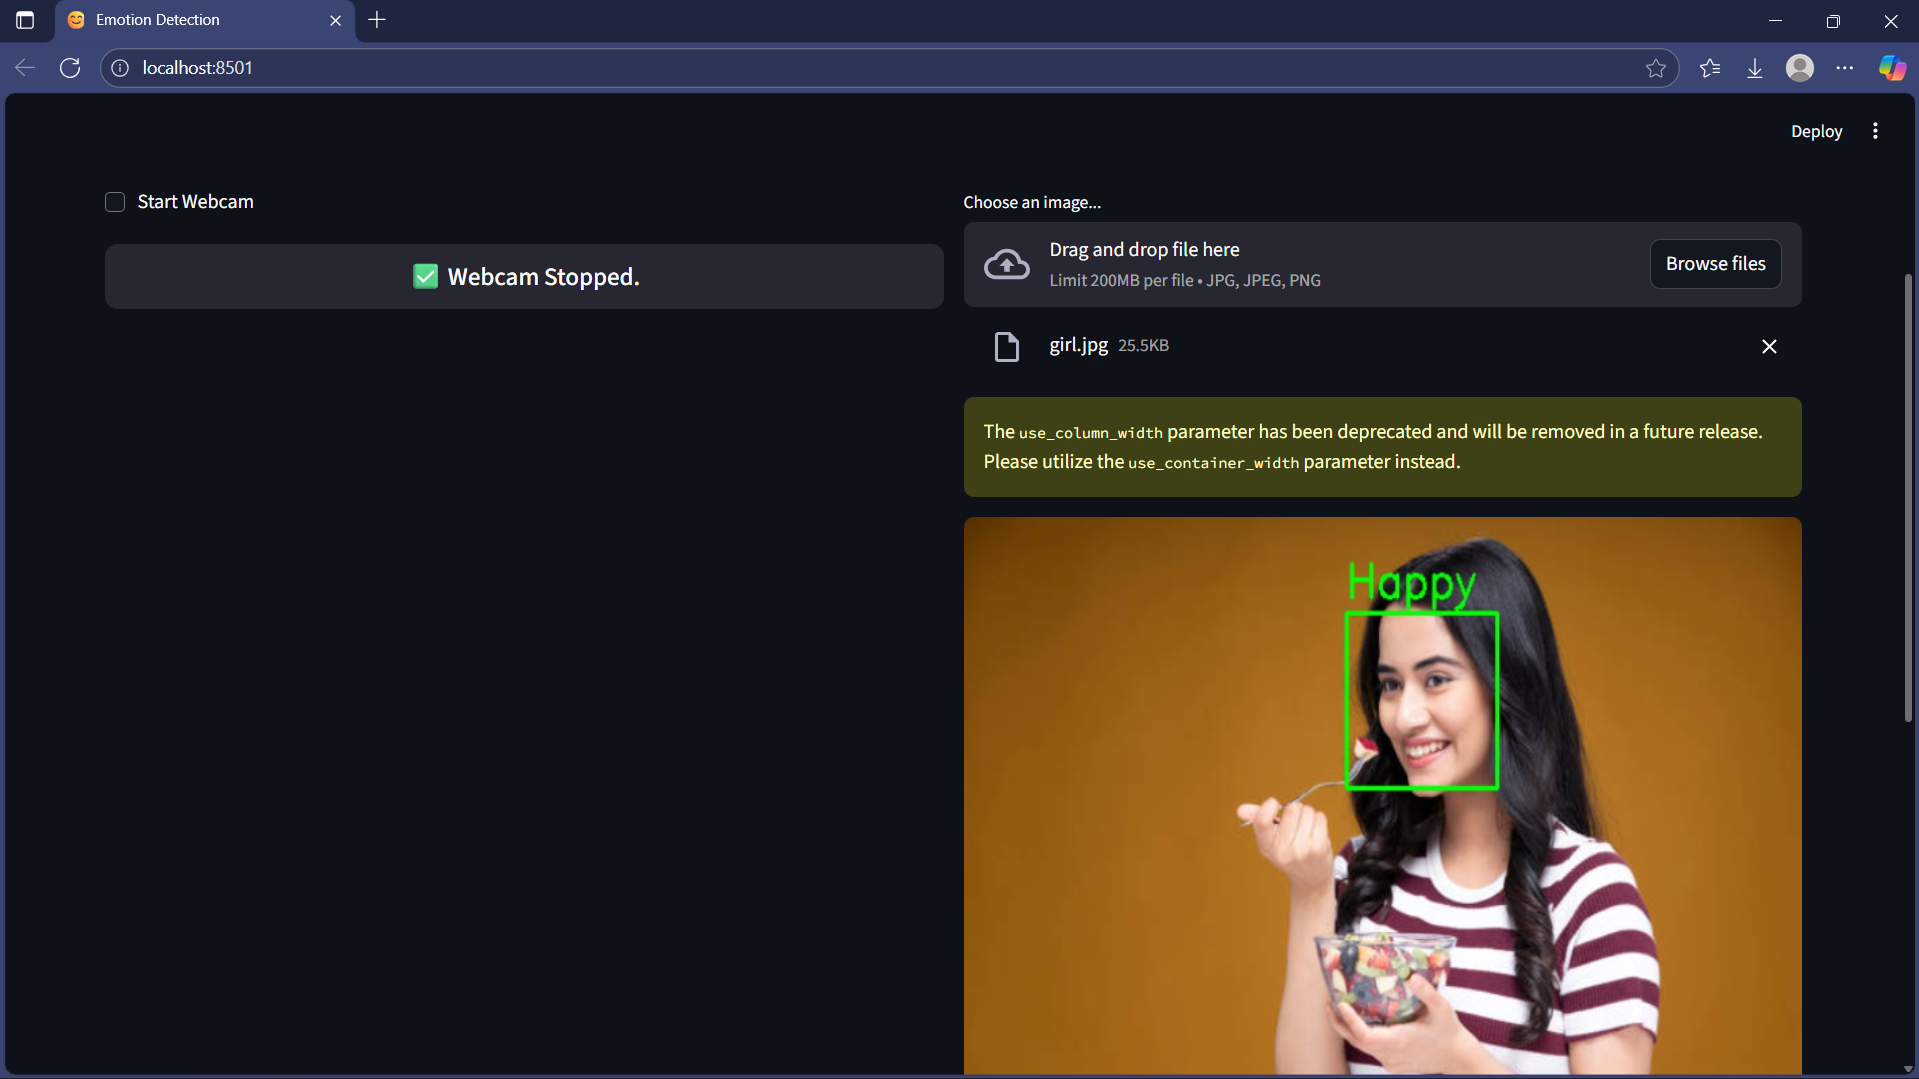 Emotion Detection
localhost:8501
Deploy
Start Webcam
✅ Webcam Stopped.
Choose an image...
Drag and drop file here
Limit 200MB per file • JPG, JPEG, PNG
Browse files
girl.jpg 25.5KB
The use_column_width parameter has been deprecated and will be removed in a future release.
Please utilize the use_container_width parameter instead.
Happy